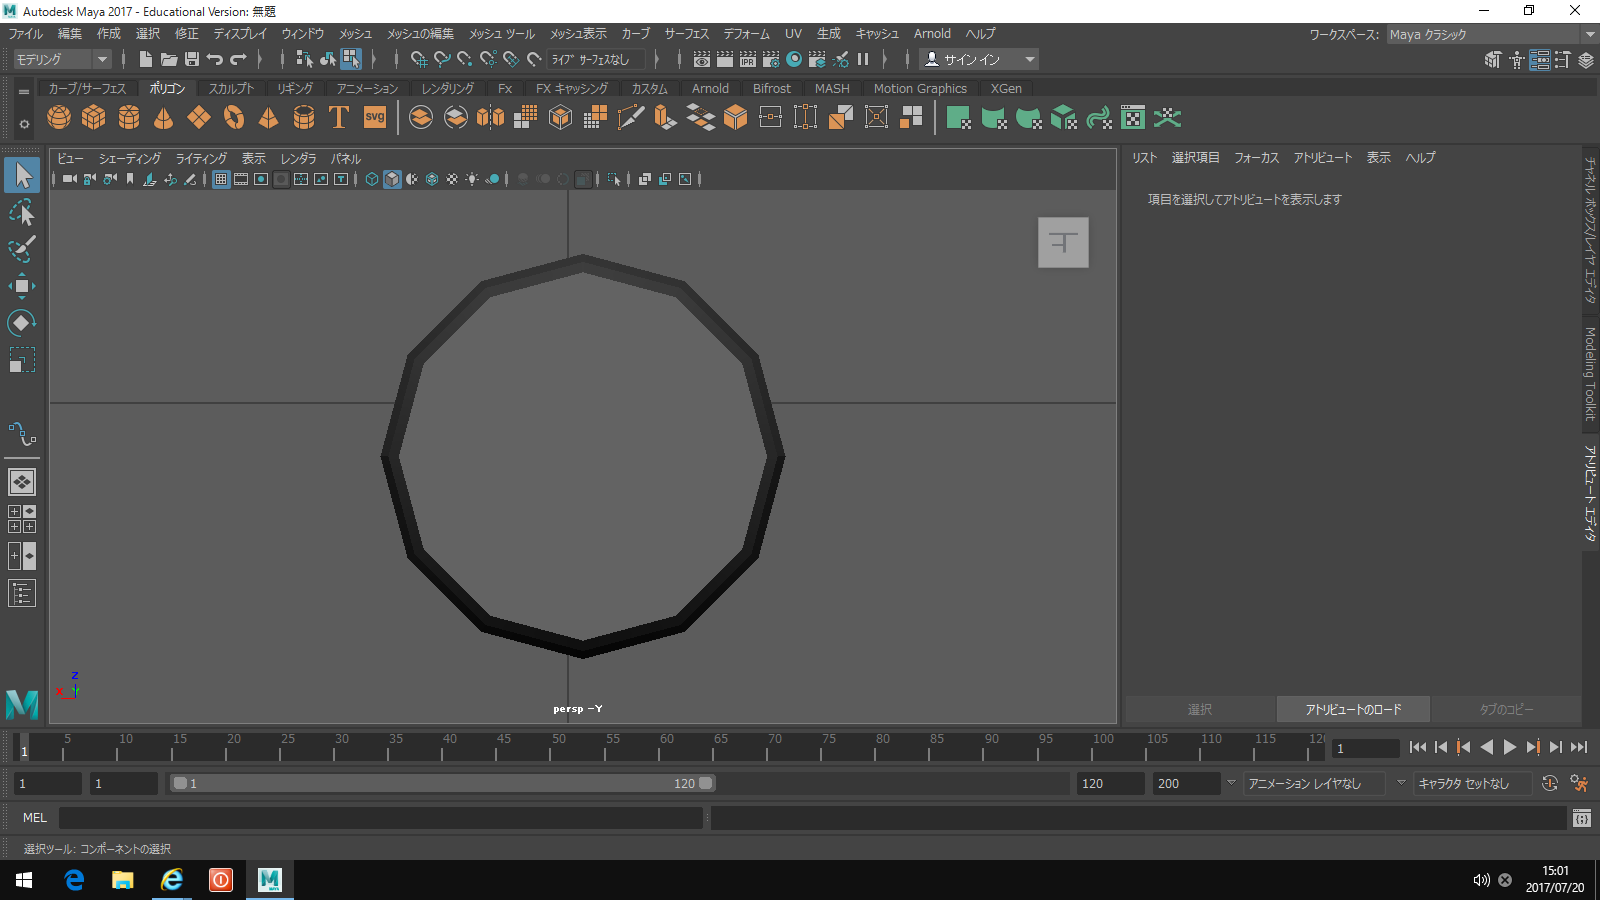 Autodesk Maya 2017 - Educational Version: 無題
ファイル 編集 作成 選択 修正 ディスプレイ ウィンドウ メッシュ メッシュの編集 メッシュ ツール メッシュ表示 カーブ サーフェス デフォーム UV 生成 キャッシュ Arnold ヘルプ
ワークスペース: Maya クラシック
モデリング
ライブ サーフェスなし
IPR
サイン イン
カーブ/サーフェス ポリゴン スカルプト リギング アニメーション レンダリング Fx FX キャッシング カスタム Arnold Bifrost MASH Motion Graphics XGen
T
svg
ビュー シェーディング ライティング 表示 レンダラ パネル
下
z
x
Y
persp -Y
リスト 選択項目 フォーカス アトリビュート 表示 ヘルプ
項目を選択してアトリビュートを表示します
チャネル ボックス/レイヤ エディタ
Modeling Toolkit
アトリビュート エディタ
選択 アトリビュートのロード タブのコピー
M
1 5 10 15 20 25 30 35 40 45 50 55 60 65 70 75 80 85 90 95 100 105 110 115 12
1
1 1 1 120 120 200
アニメーション レイヤなし
キャラクタ セットなし
MEL
選択ツール: コンポーネントの選択
15:01
2017/07/20